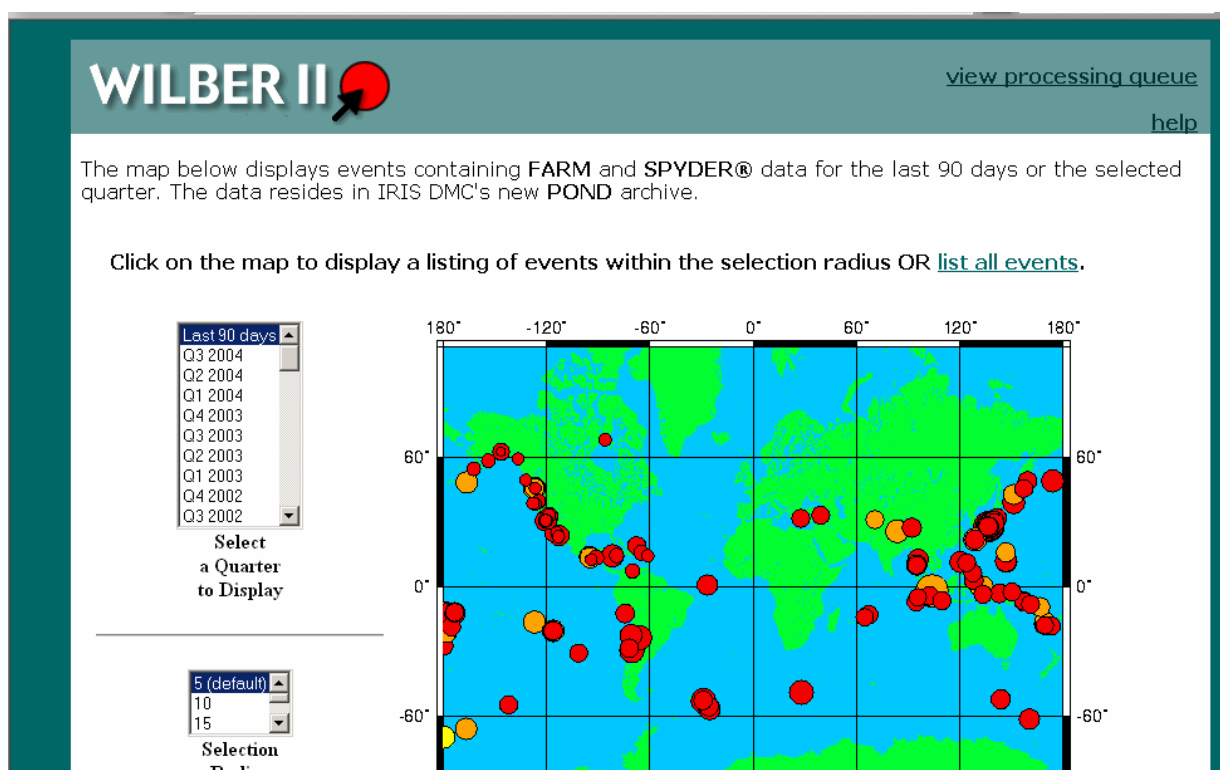 WILBER II
view processing queue
help
The map below displays events containing FARM and SPYDER® data for the last 90 days or the selected
quarter. The data resides in IRIS DMC's new POND archive.
Click on the map to display a listing of events within the selection radius OR list all events.
Last 90 days
Q3 2004
Q2 2004
Q1 2004
Q4 2003
Q3 2003
Q2 2003
Q1 2003
Q4 2002
Q3 2002
Select
a Quarter
to Display
180° -120° -60° 0° 60° 120° 180°
60° 60°
0° 0°
-60° -60°
5 (default)
10
15
Selection